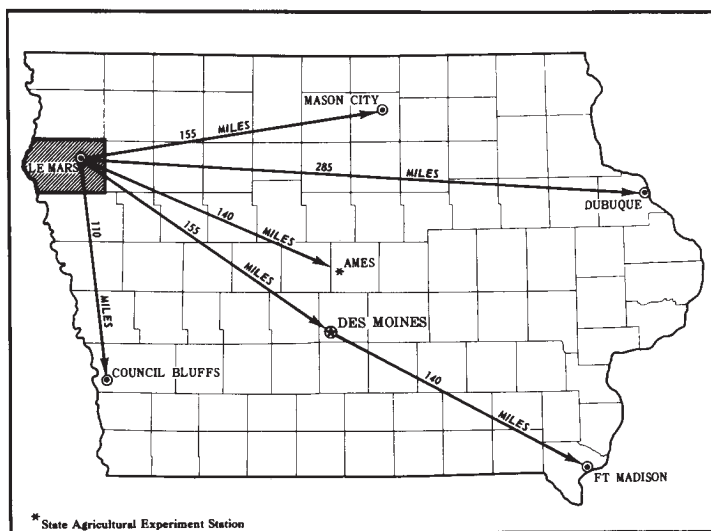 MASON CITY
155 MILES
LE MARS
285 MILES
DUBUQUE
140 MILES
155 MILES
110 MILES
AMES
*
DES MOINES
COUNCIL BLUFFS
140 MILES
FT MADISON
* State Agricultural Experiment Station